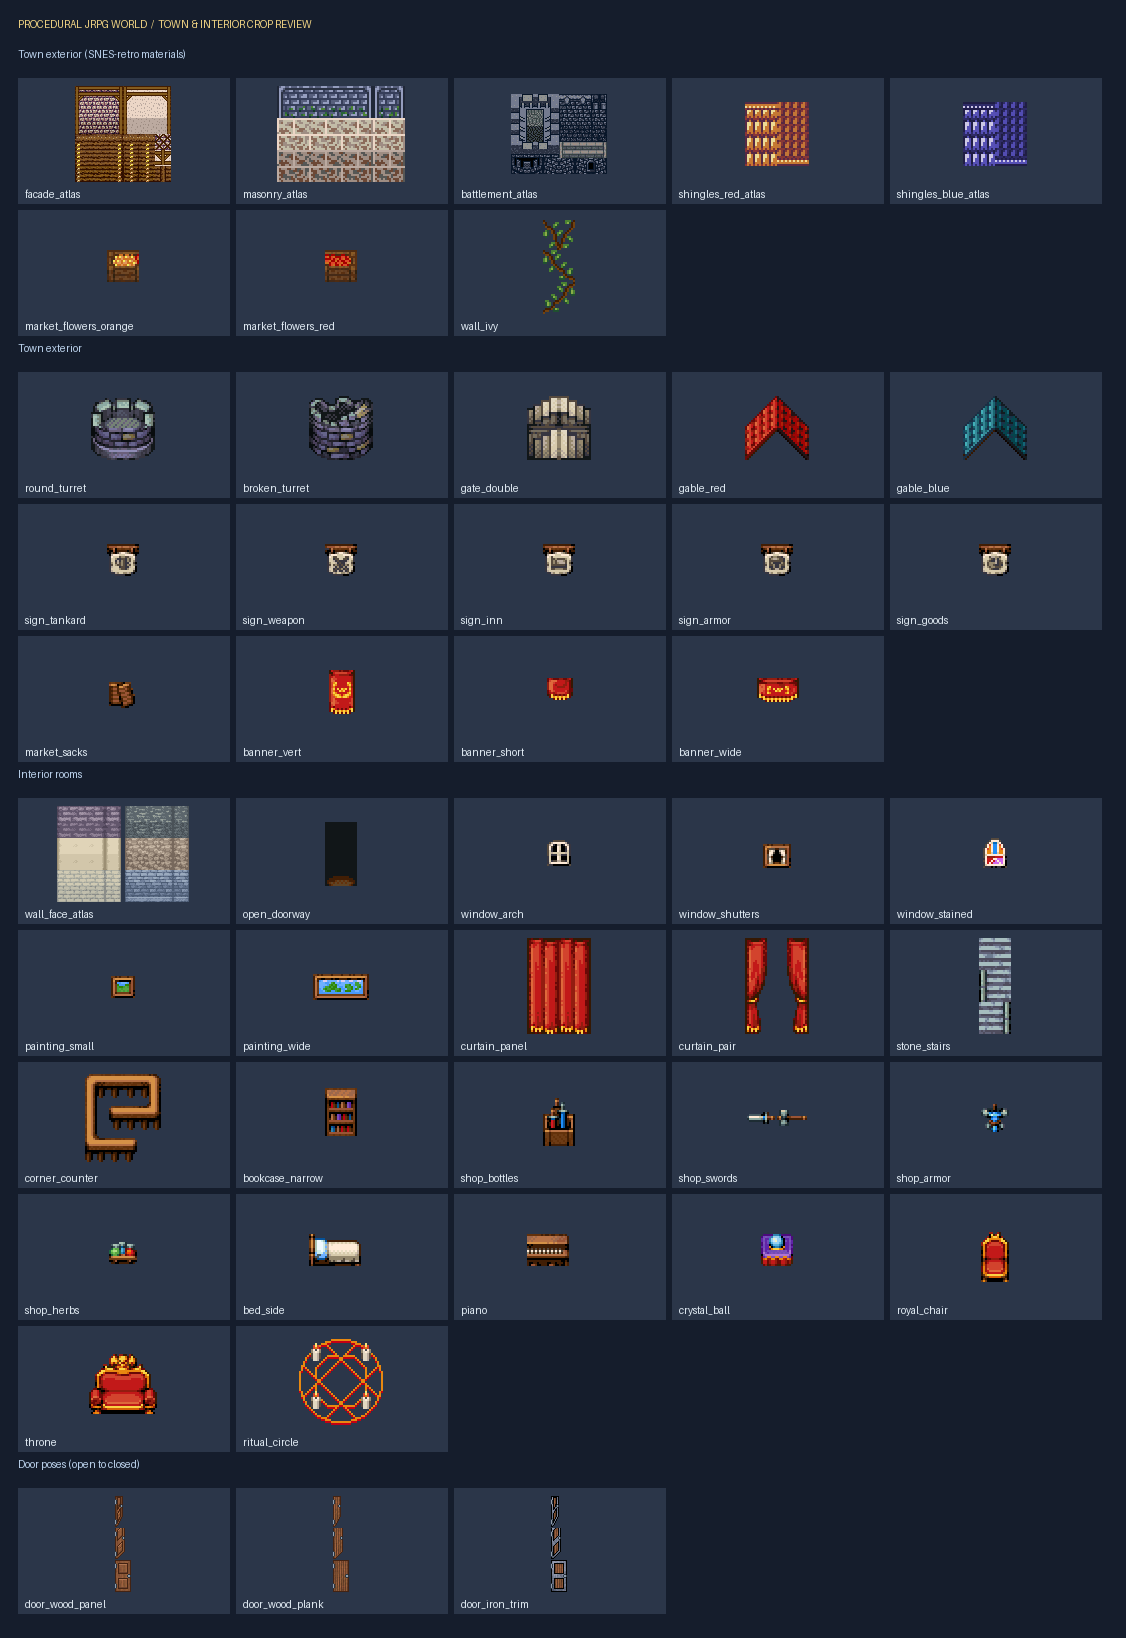 PROCEDURAL JRPG WORLD / TOWN & INTERIOR CROP REVIEW
Town exterior (SNES-retro materials)
facade_atlas
masonry_atlas
battlement_atlas
shingles_red_atlas
shingles_blue_atlas
market_flowers_orange
market_flowers_red
wall_ivy
Town exterior
round_turret
broken_turret
gate_double
gable_red
gable_blue
sign_tankard
sign_weapon
sign_inn
sign_armor
sign_goods
market_sacks
banner_vert
banner_short
banner_wide
Interior rooms
wall_face_atlas
open_doorway
window_arch
window_shutters
window_stained
painting_small
painting_wide
curtain_panel
curtain_pair
stone_stairs
corner_counter
bookcase_narrow
shop_bottles
shop_swords
shop_armor
shop_herbs
bed_side
piano
crystal_ball
royal_chair
throne
ritual_circle
Door poses (open to closed)
door_wood_panel
door_wood_plank
door_iron_trim